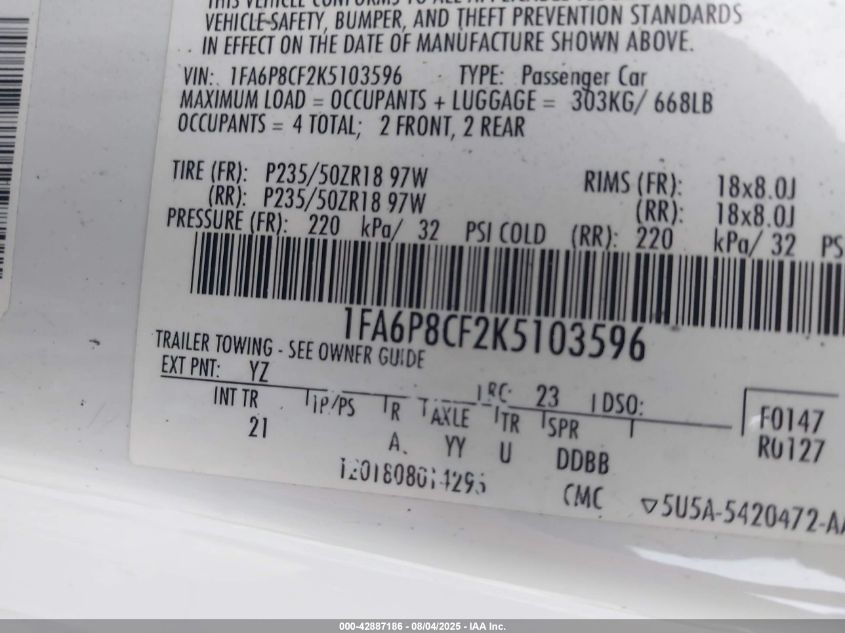 VEHICLE SAFETY, BUMPER, AND THEFT PREVENTION STANDARDS
IN EFFECT ON THE DATE OF MANUFACTURE SHOWN ABOVE.
VIN: 1FA6P8CF2K5103596 TYPE: Passenger Car
MAXIMUM LOAD = OCCUPANTS + LUGGAGE = 303KG/ 668LB
OCCUPANTS = 4 TOTAL; 2 FRONT, 2 REAR
TIRE (FR): P235/50ZR18 97W RIMS (FR): 18x8.0J
(RR): P235/50ZR18 97W (RR): 18x8.0J
PRESSURE (FR): 220 kPa/ 32 PSI COLD (RR): 220 kPa/ 32 PS
1FA6P8CF2K5103596
TRAILER TOWING - SEE OWNER GUIDE
EXT PNT: YZ RC: 23 DSO:
INT TR TP/PS R AXLE TR SPR F0147
21 A. YY U DDBB R0127
CMC ▽5U5A-5420472-A
000-42887186 - 08/04/2025 - IAA Inc.